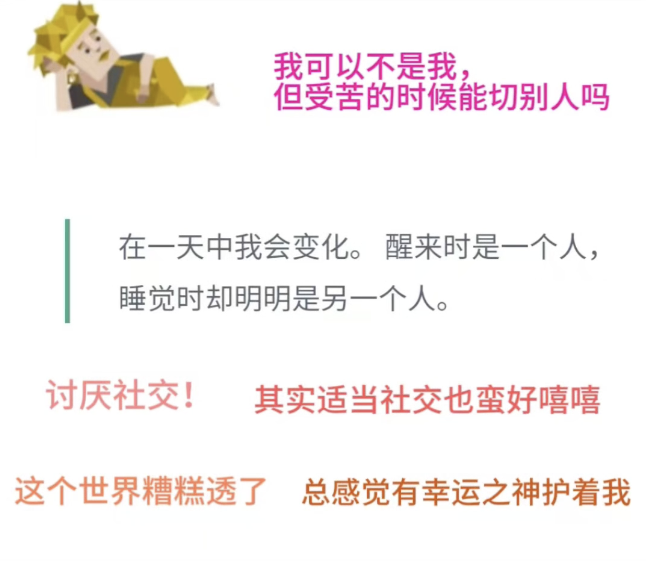 我可以不是我，
但受苦的时候能切别人吗
在一天中我会变化。 醒来时是一个人，
睡觉时却明明是另一个人。
讨厌社交！ 其实适当社交也蛮好嘻嘻
这个世界糟糕透了 总感觉有幸运之神护着我